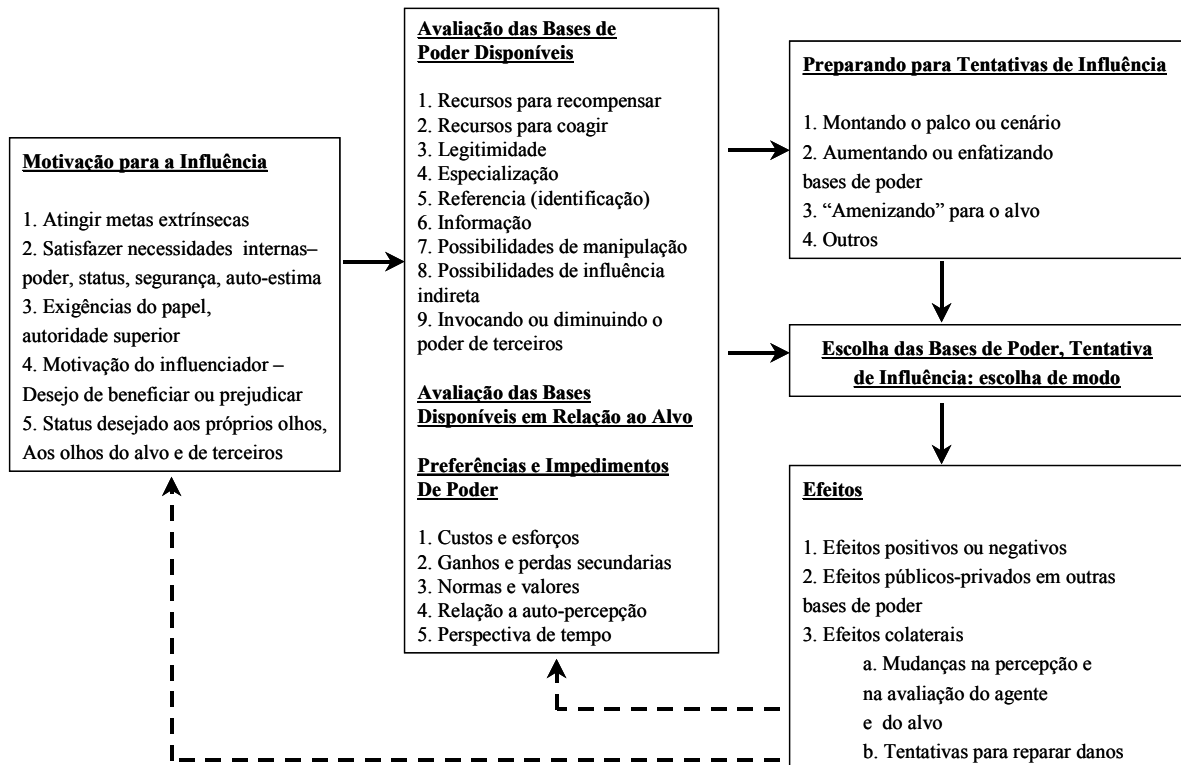 Motivação para a Influência
1. Atingir metas extrínsecas
2. Satisfazer necessidades internas–
poder, status, segurança, auto-estima
3. Exigências do papel,
autoridade superior
4. Motivação do influenciador –
Desejo de beneficiar ou prejudicar
5. Status desejado aos próprios olhos,
Aos olhos do alvo e de terceiros
Avaliação das Bases de
Poder Disponíveis
1. Recursos para recompensar
2. Recursos para coagir
3. Legitimidade
4. Especialização
5. Referencia (identificação)
6. Informação
7. Possibilidades de manipulação
8. Possibilidades de influência
indireta
9. Invocando ou diminuindo o
poder de terceiros
Avaliação das Bases
Disponíveis em Relação ao Alvo
Preferências e Impedimentos
De Poder
1. Custos e esforços
2. Ganhos e perdas secundarias
3. Normas e valores
4. Relação a auto-percepção
5. Perspectiva de tempo
Preparando para Tentativas de Influência
1. Montando o palco ou cenário
2. Aumentando ou enfatizando
bases de poder
3. “Amenizando” para o alvo
4. Outros
Escolha das Bases de Poder, Tentativa
de Influência: escolha de modo
Efeitos
1. Efeitos positivos ou negativos
2. Efeitos públicos-privados em outras
bases de poder
3. Efeitos colaterais
a. Mudanças na percepção e
na avaliação do agente
e do alvo
b. Tentativas para reparar danos